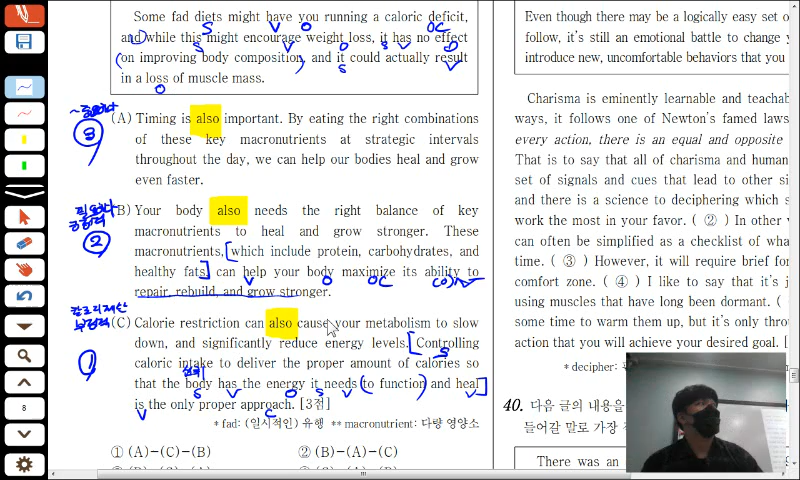 Some fad diets might have you running a caloric deficit,
and while this might encourage weight loss, it has no effect
on improving body composition, and it could actually result
in a loss of muscle mass.
(A) Timing is also important. By eating the right combinations
of these key macronutrients at strategic intervals
throughout the day, we can help our bodies heal and grow
even faster.
(B) Your body also needs the right balance of key
macronutrients to heal and grow stronger. These
macronutrients, which include protein, carbohydrates, and
healthy fats, can help your body maximize its ability to
repair, rebuild, and grow stronger.
(C) Calorie restriction can also cause your metabolism to slow
down, and significantly reduce energy levels. Controlling
caloric intake to deliver the proper amount of calories so
that the body has the energy it needs to function and heal
is the only proper approach. [3점]
* fad: (일시적인) 유행 ** macronutrient: 다량 영양소
① (A)-(C)-(B) ② (B)-(A)-(C)
Even though there may be a logically easy set o
follow, it's still an emotional battle to change y
introduce new, uncomfortable behaviors that you
Charisma is eminently learnable and teachab
ways, it follows one of Newton's famed laws
every action, there is an equal and opposite
That is to say that all of charisma and human
set of signals and cues that lead to other si
and there is a science to deciphering which s
work the most in your favor. ( ② ) In other v
can often be simplified as a checklist of wha
time. ( ③ ) However, it will require brief for
comfort zone. ( ④ ) I like to say that it's j
using muscles that have long been dormant. (
some time to warm them up, but it's only thro
action that you will achieve your desired goal. [
* decipher:
40. 다음 글의 내용을
들어갈 말로 가장
There was an
8